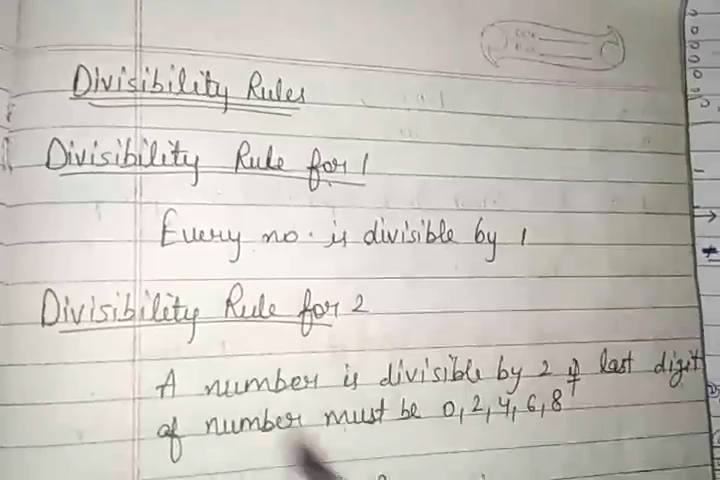 Divisibility Rules
Divisibility Rule for 1
Every no. is divisible by 1
Divisibility Rule for 2
A number is divisible by 2 if last digit
of number must be 0, 2, 4, 6, 8